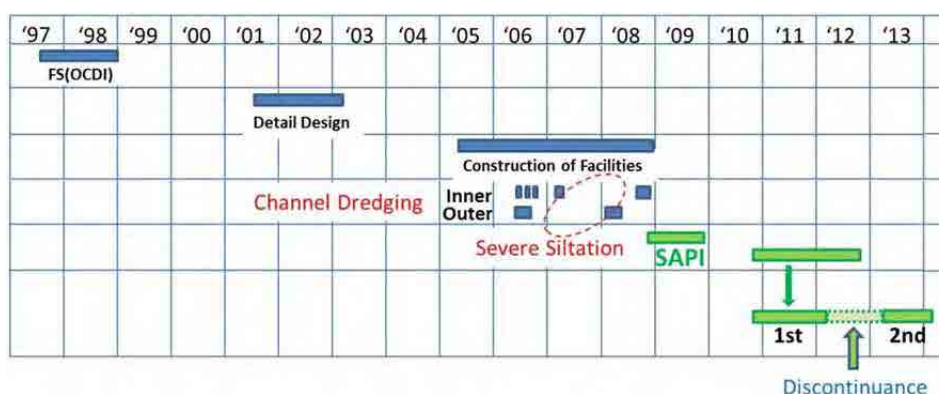 ‘97 ‘98 ‘99 ‘00 ‘01 ‘02 ‘03 ‘04 ‘05 ‘06 ‘07 ‘08 ‘09 ‘10 ‘11 ‘12 ‘13
FS(OCDI)
Detail Design
Construction of Facilities
Channel Dredging
Inner
Outer
Severe Siltation
SAPI
1st
2nd
Discontinuance